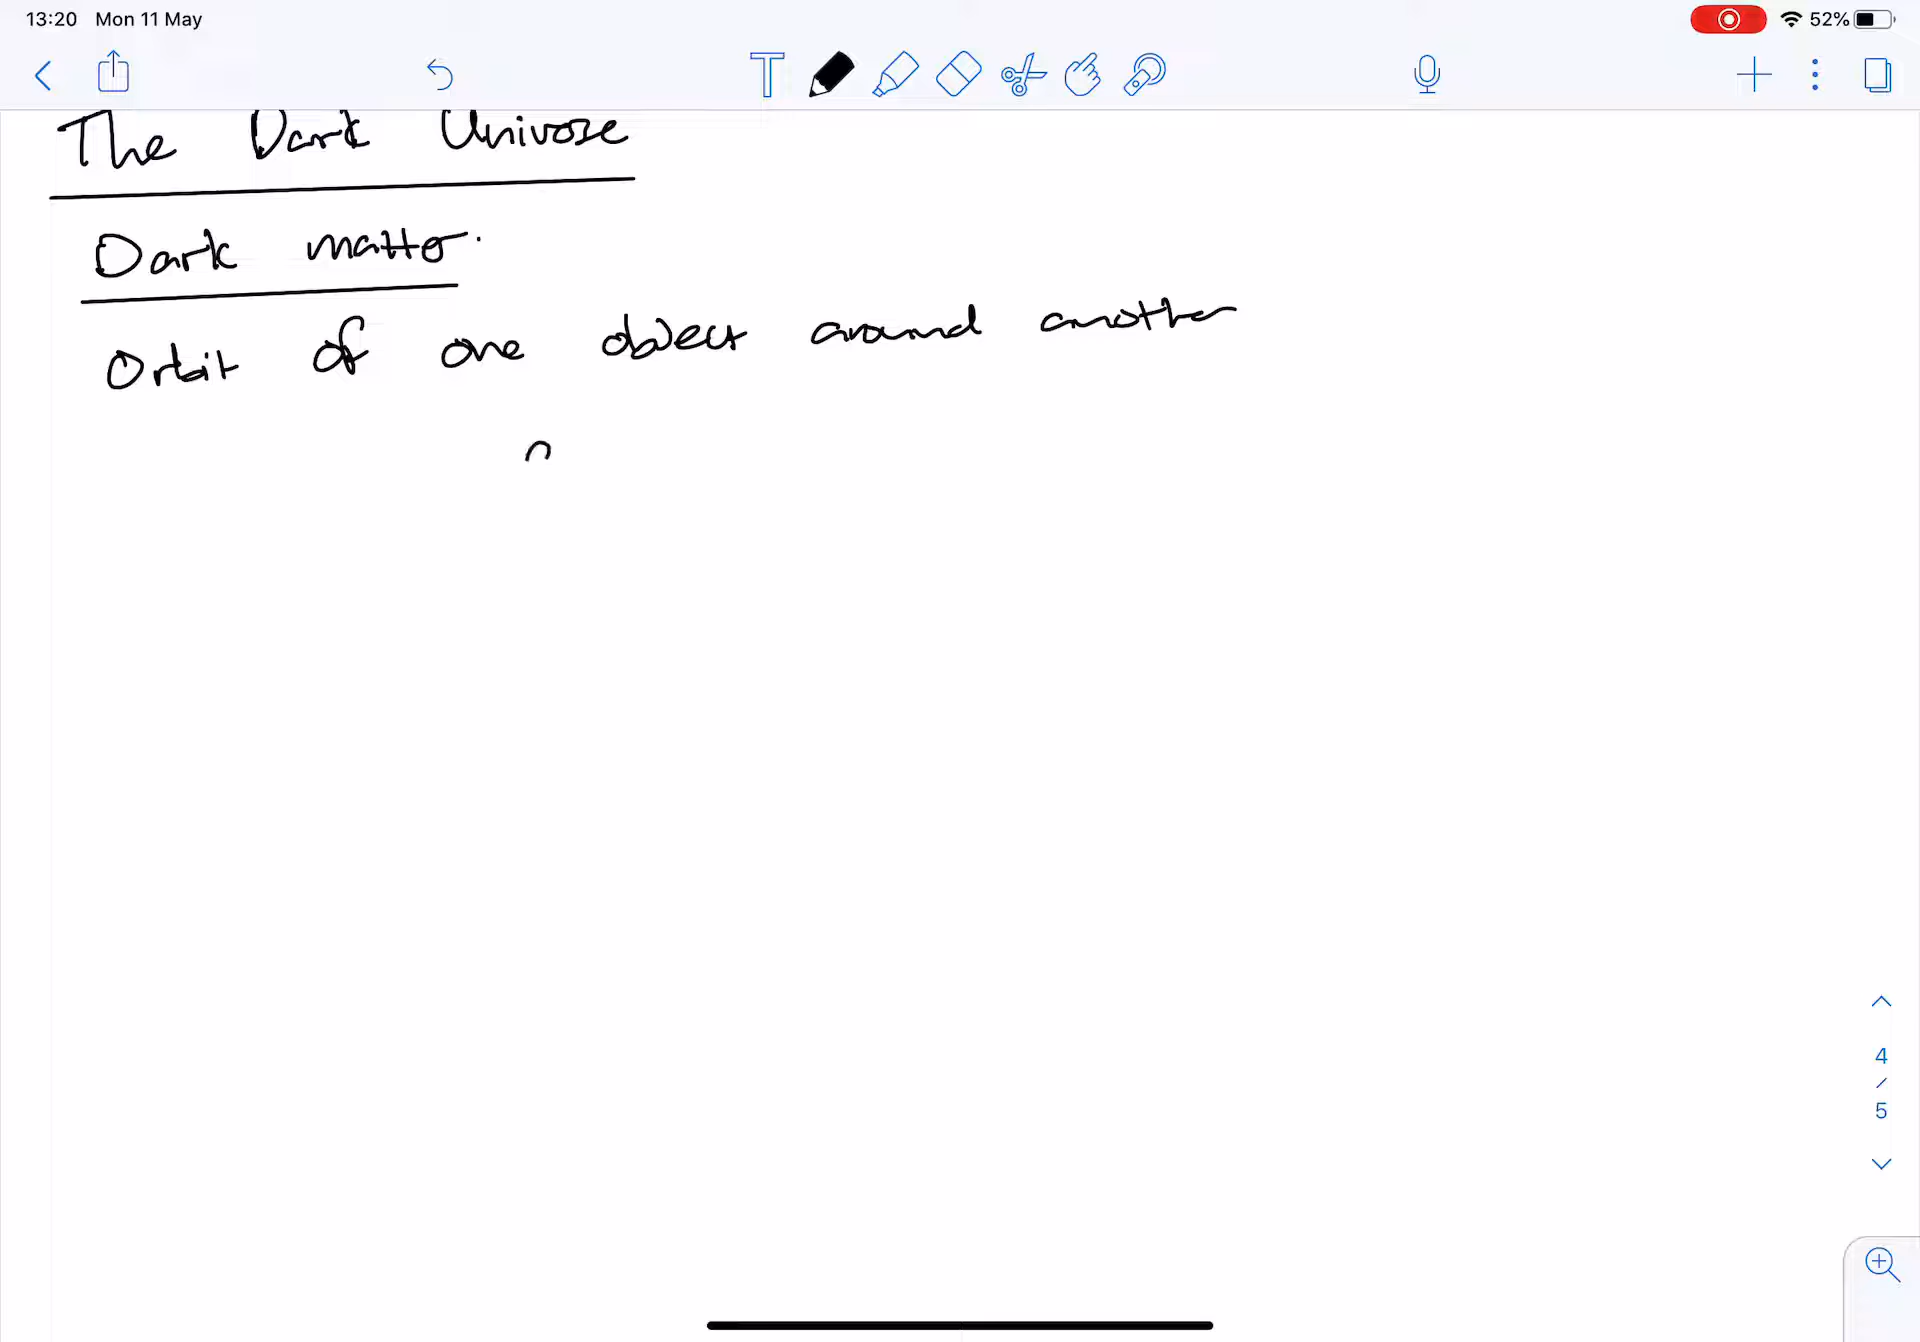 13:20 Mon 11 May 52%
The Dark Universe
Dark matter.
Orbit of one object around another
4
/
5